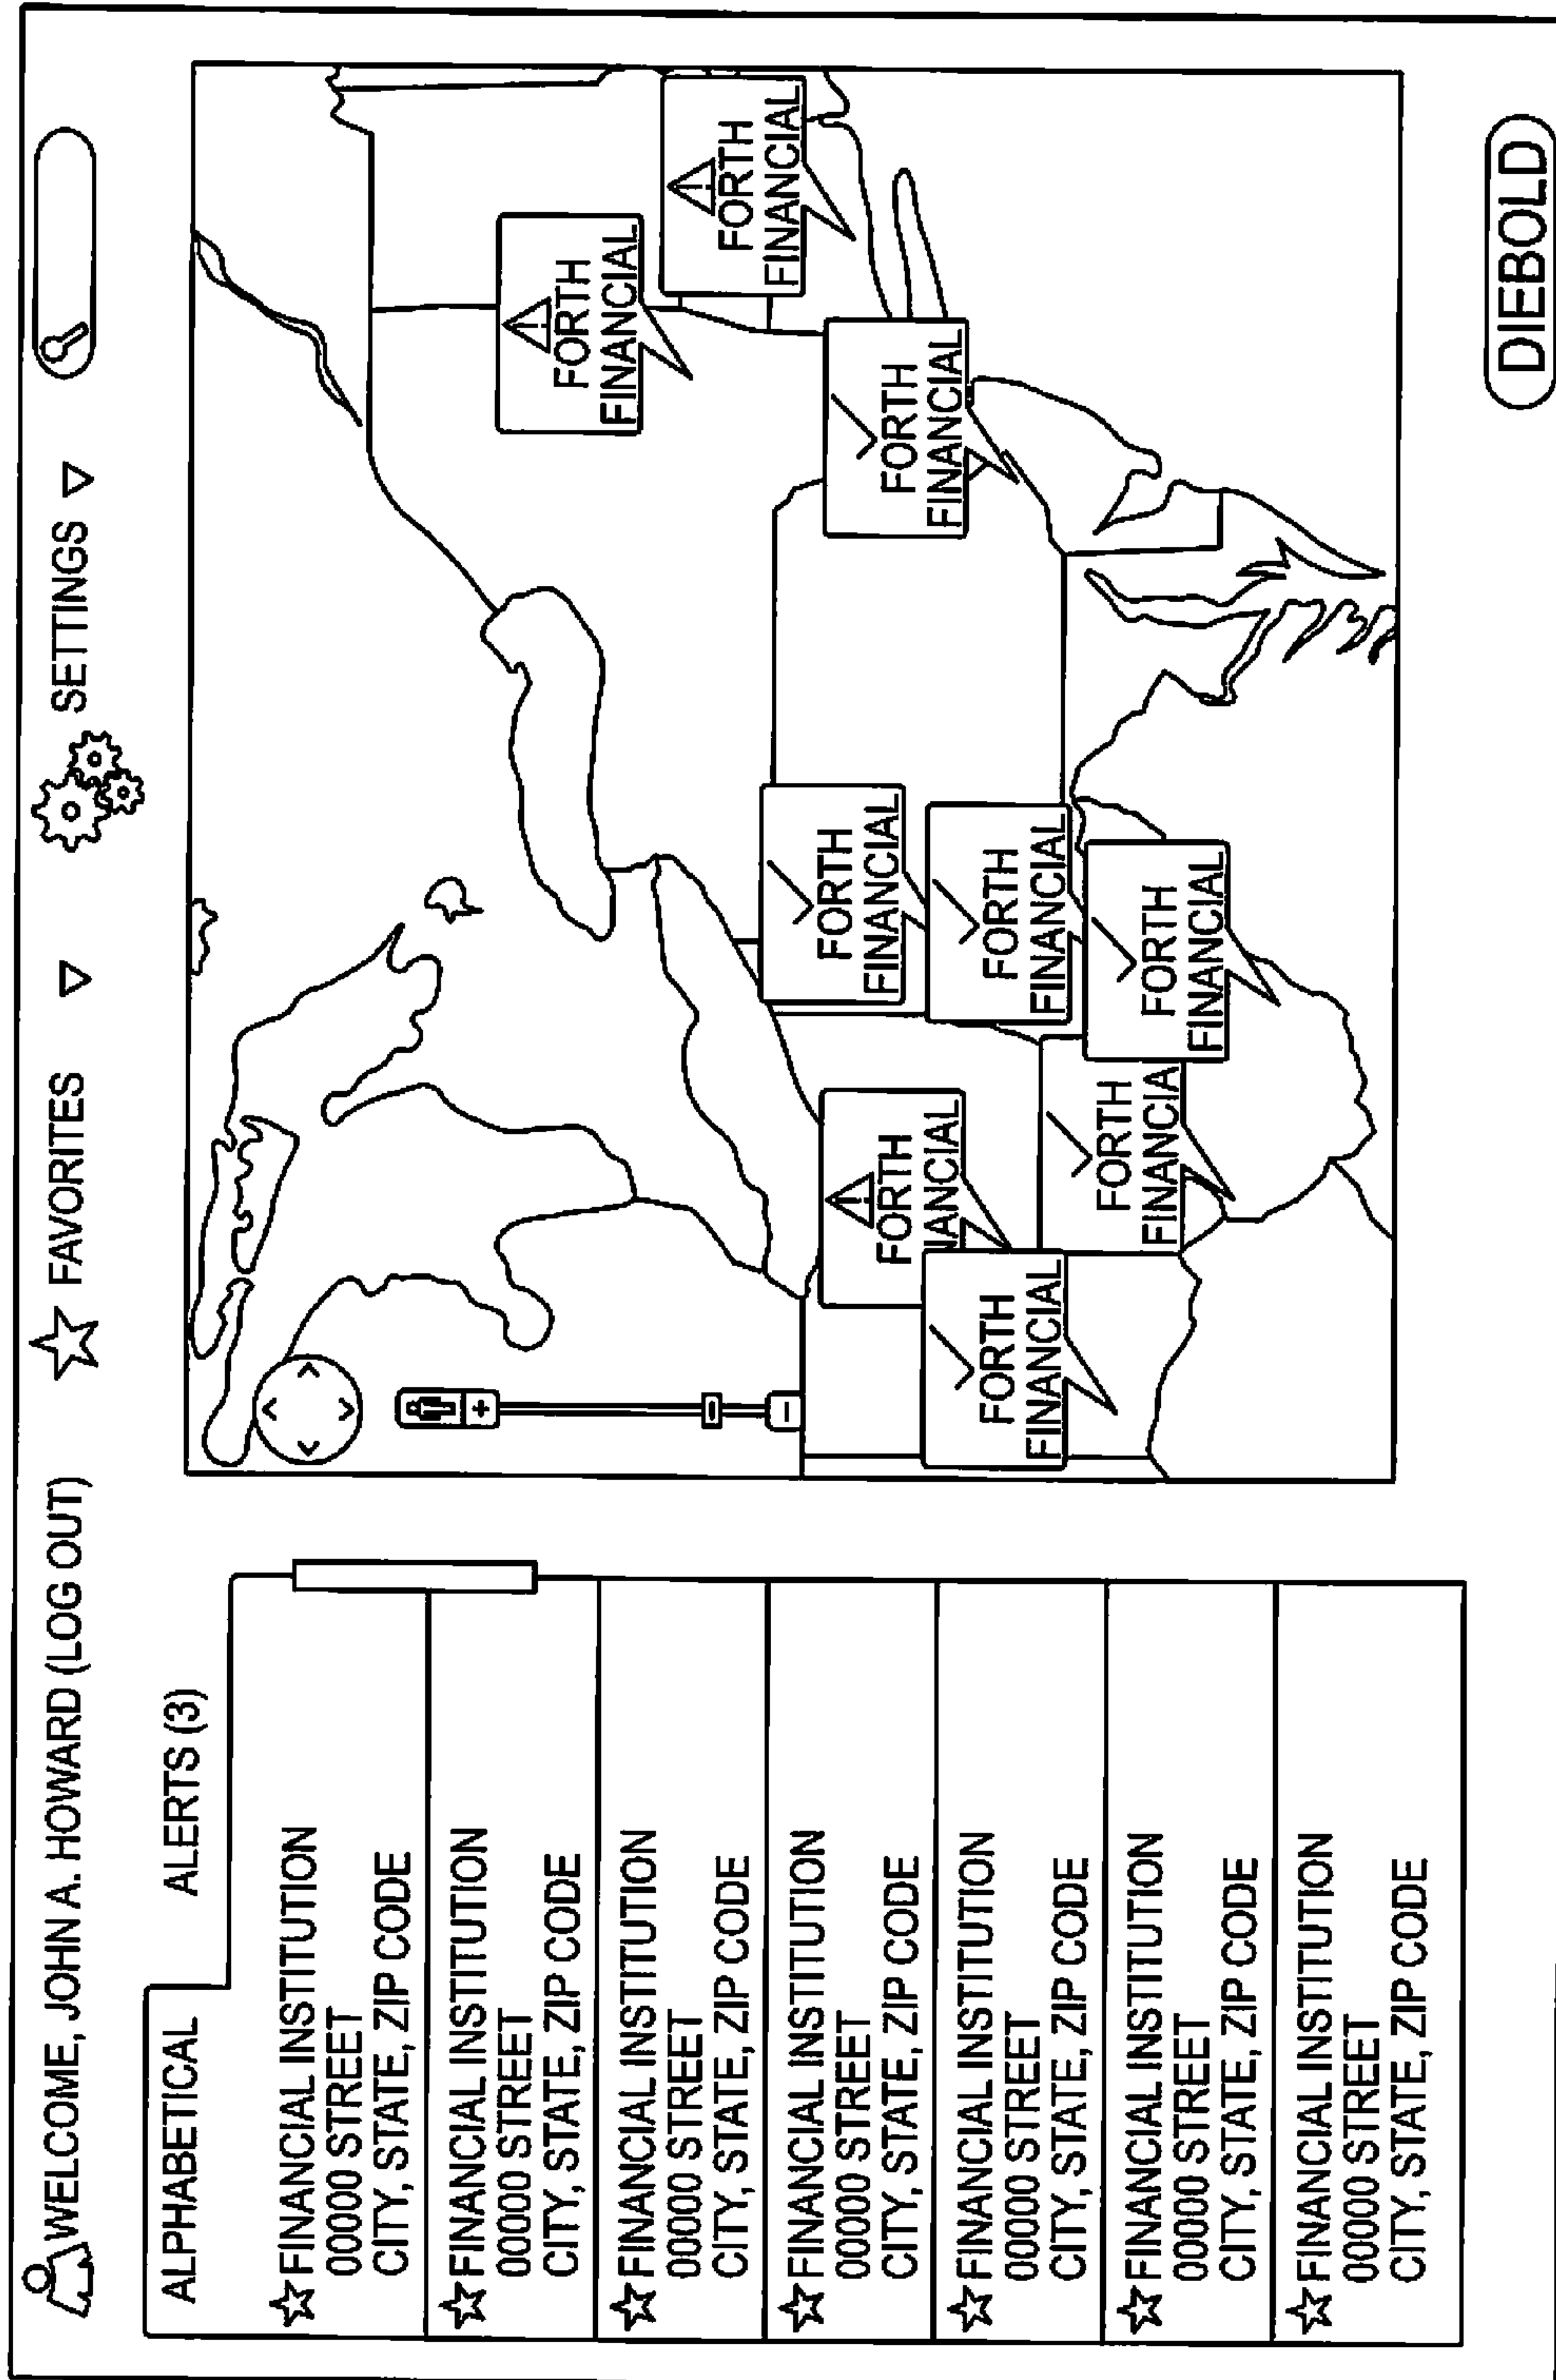 WELCOME, JOHN A. HOWARD (LOG OUT)
FAVORITES
SETTINGS
ALPHABETICAL
ALERTS (3)
FINANCIAL INSTITUTION
00000 STREET
CITY, STATE, ZIP CODE
FINANCIAL INSTITUTION
00000 STREET
CITY, STATE, ZIP CODE
FINANCIAL INSTITUTION
00000 STREET
CITY, STATE, ZIP CODE
FINANCIAL INSTITUTION
00000 STREET
CITY, STATE, ZIP CODE
FINANCIAL INSTITUTION
00000 STREET
CITY, STATE, ZIP CODE
FINANCIAL INSTITUTION
00000 STREET
CITY, STATE, ZIP CODE
FINANCIAL INSTITUTION
00000 STREET
CITY, STATE, ZIP CODE
FORTH
FINANCIAL
FORTH
FINANCIAL
FORTH
FINANCIAL
FORTH
NANCIAL
FORTH
FINANCIAL
FORTH
FINANCIAL
FORTH
FINANCIAL
FORTH
FINANCIA
FORTH
FINANCIAL
DIEBOLD